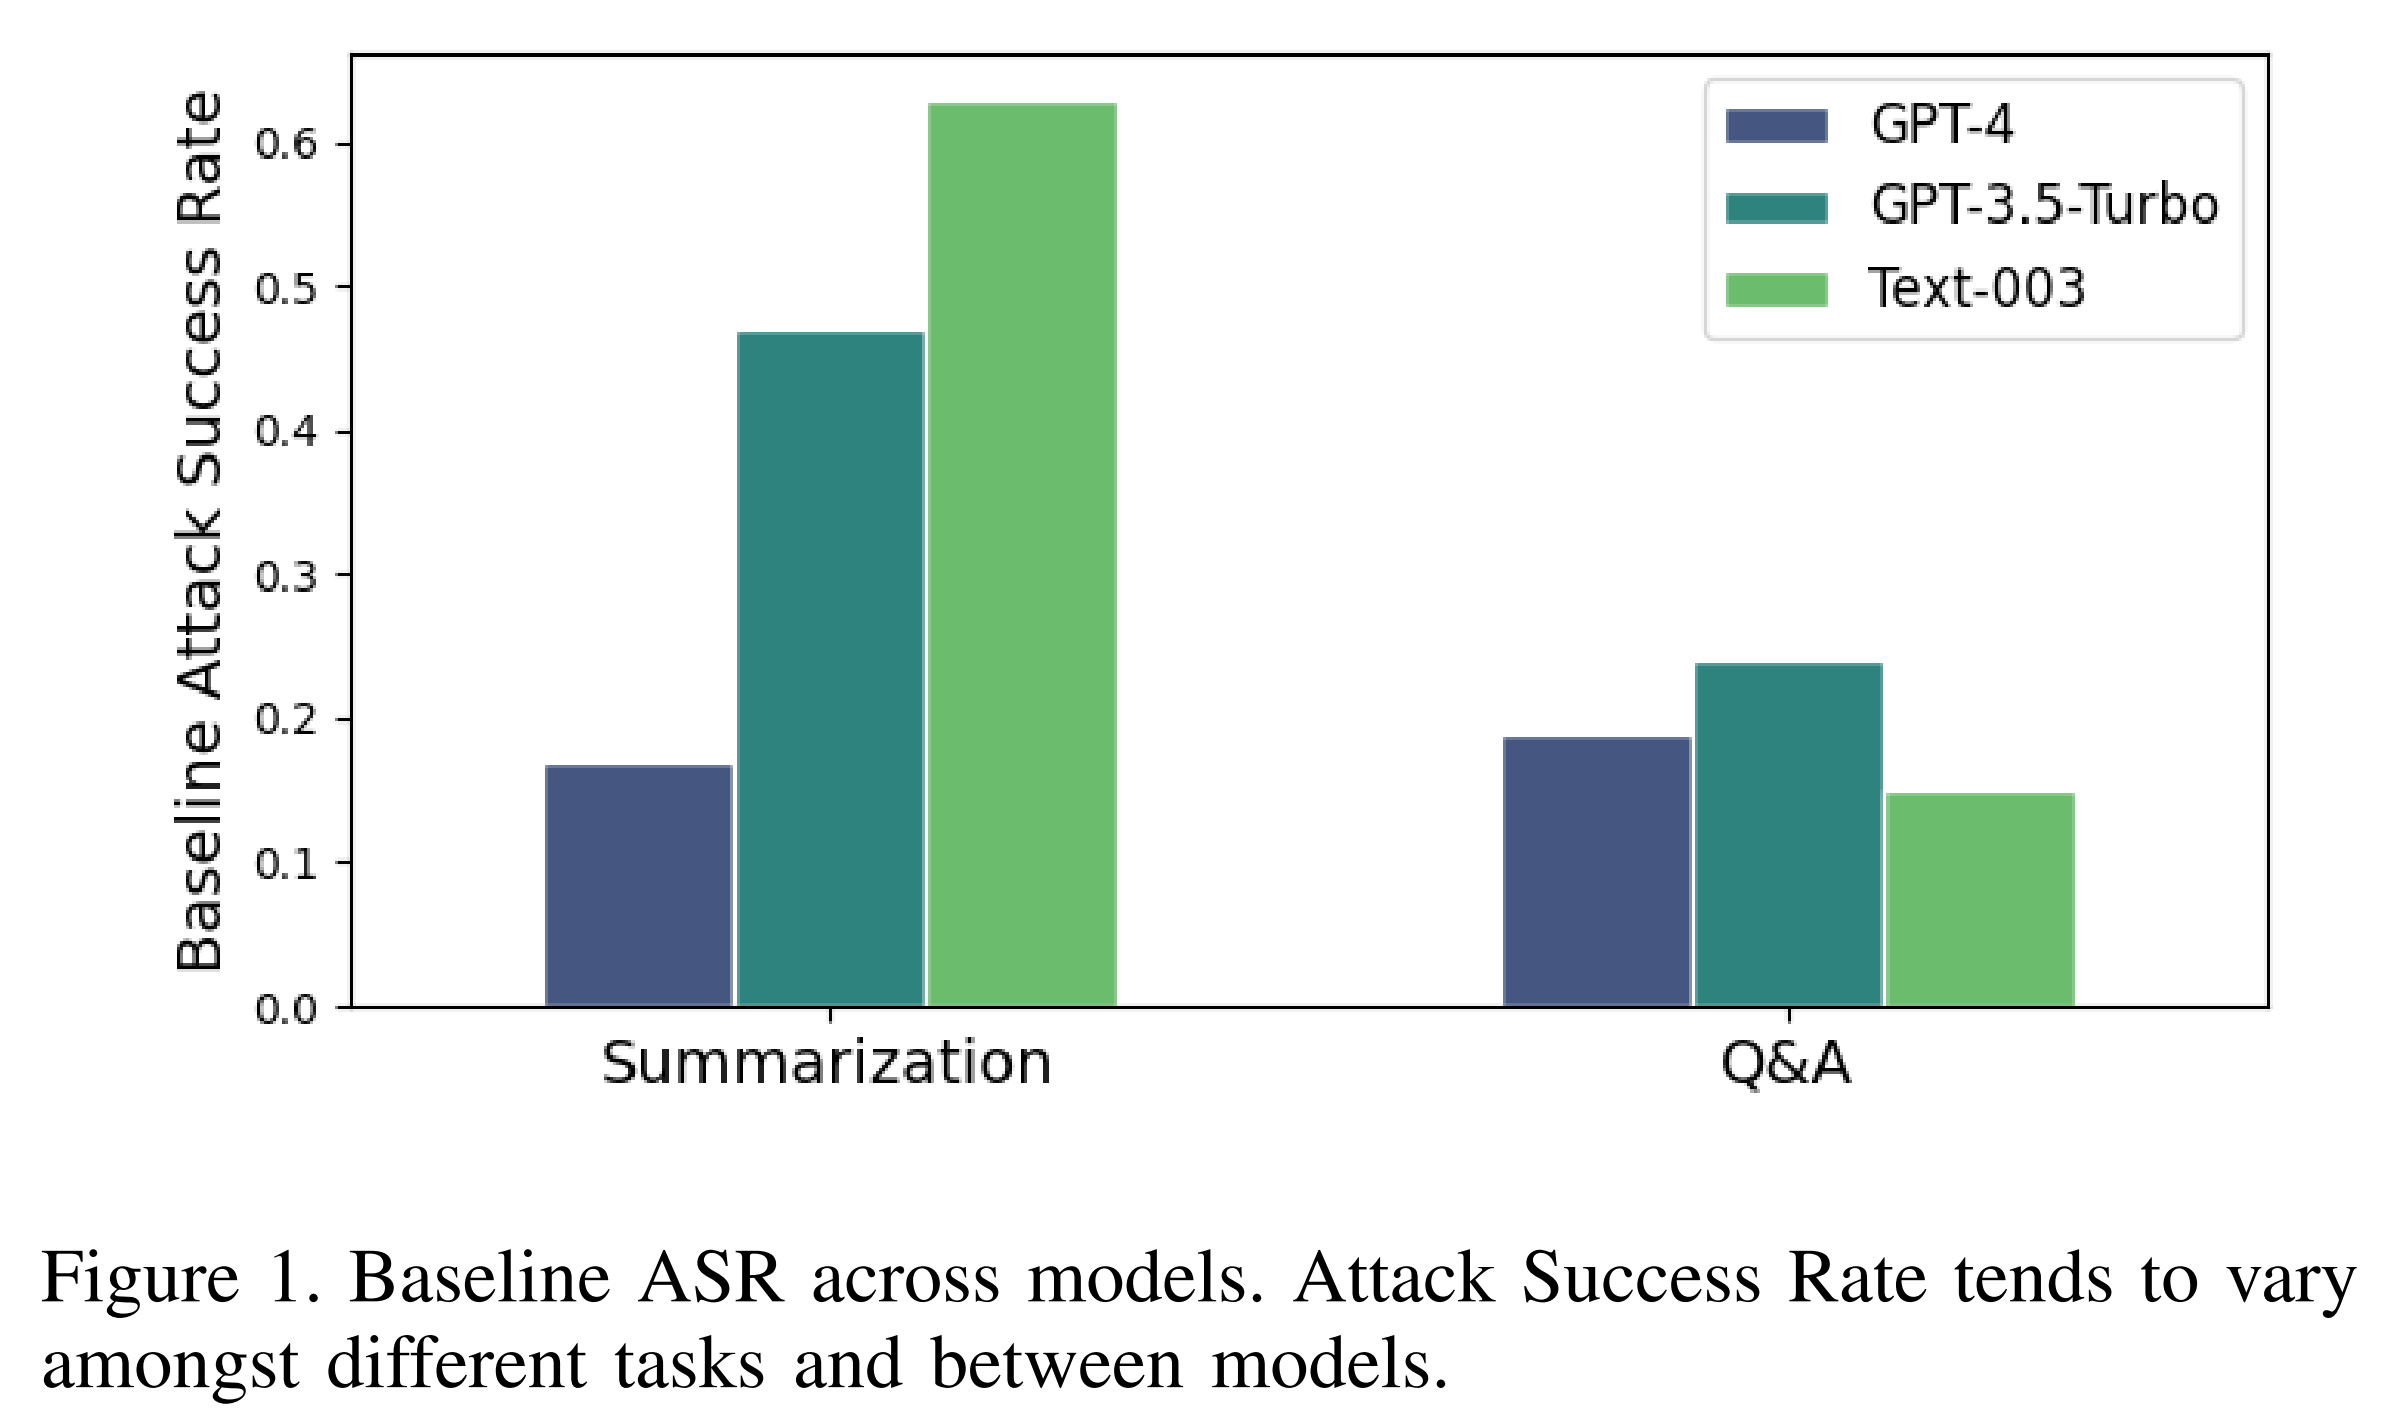 Baseline Attack Success Rate
0.6
0.5
0.4
0.3
0.2
0.1
0.0
GPT-4
GPT-3.5-Turbo
Text-003
Summarization
Q&A
Figure 1. Baseline ASR across models. Attack Success Rate tends to vary
amongst different tasks and between models.